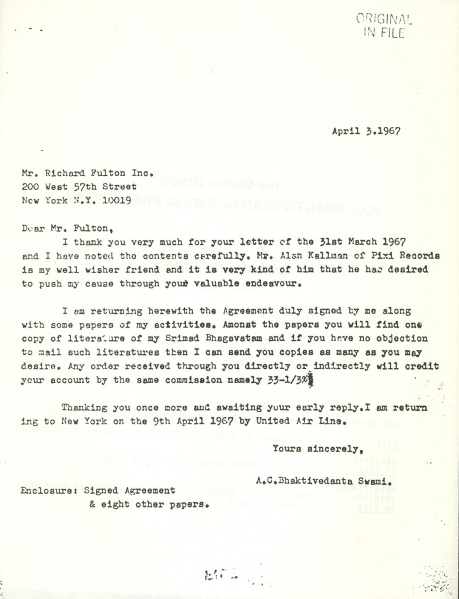 ORIGINAL
IN FILE
April 3.1967
Mr. Richard Fulton Inc.
200 West 57th Street
New York N.Y. 10019
Dear Mr. Fulton,
I thank you very much for your letter of the 31st March 1967
and I have noted tho contents carefully. Mr. Alan Kallman of Pixi Records
is my well wisher friend and it is very kind of him that he has desired
to push my cause through your valuable endeavour.
I am returning herewith the Agreement duly signed by me along
with some papers of my activities. Amonst the papers you will find one
copy of literature of my Srimad Bhagavatam and if you have no objection
to mail such literatures then I can send you copies as many as you may
desire. Any order received through you directly or indirectly will credit
your account by the same commission namely 33-1/3%
Thanking you once more and awaiting your early reply.I am return
ing to New York on the 9th April 1967 by United Air Line.
Yours sincerely,
A.C.Bhaktivedanta Swami.
Enclosure: Signed Agreement
& eight other papers.